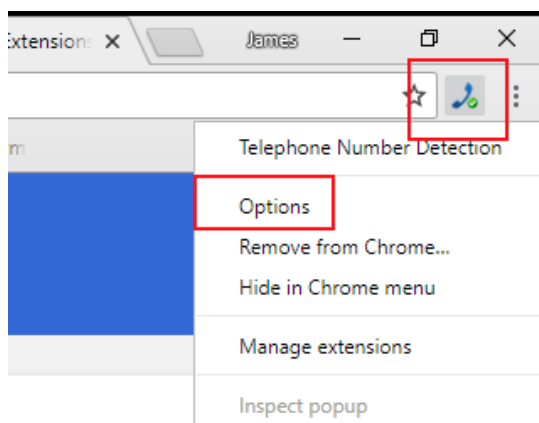 Extensions
James
m
Telephone Number Detection
Options
Remove from Chrome...
Hide in Chrome menu
Manage extensions
Inspect popup